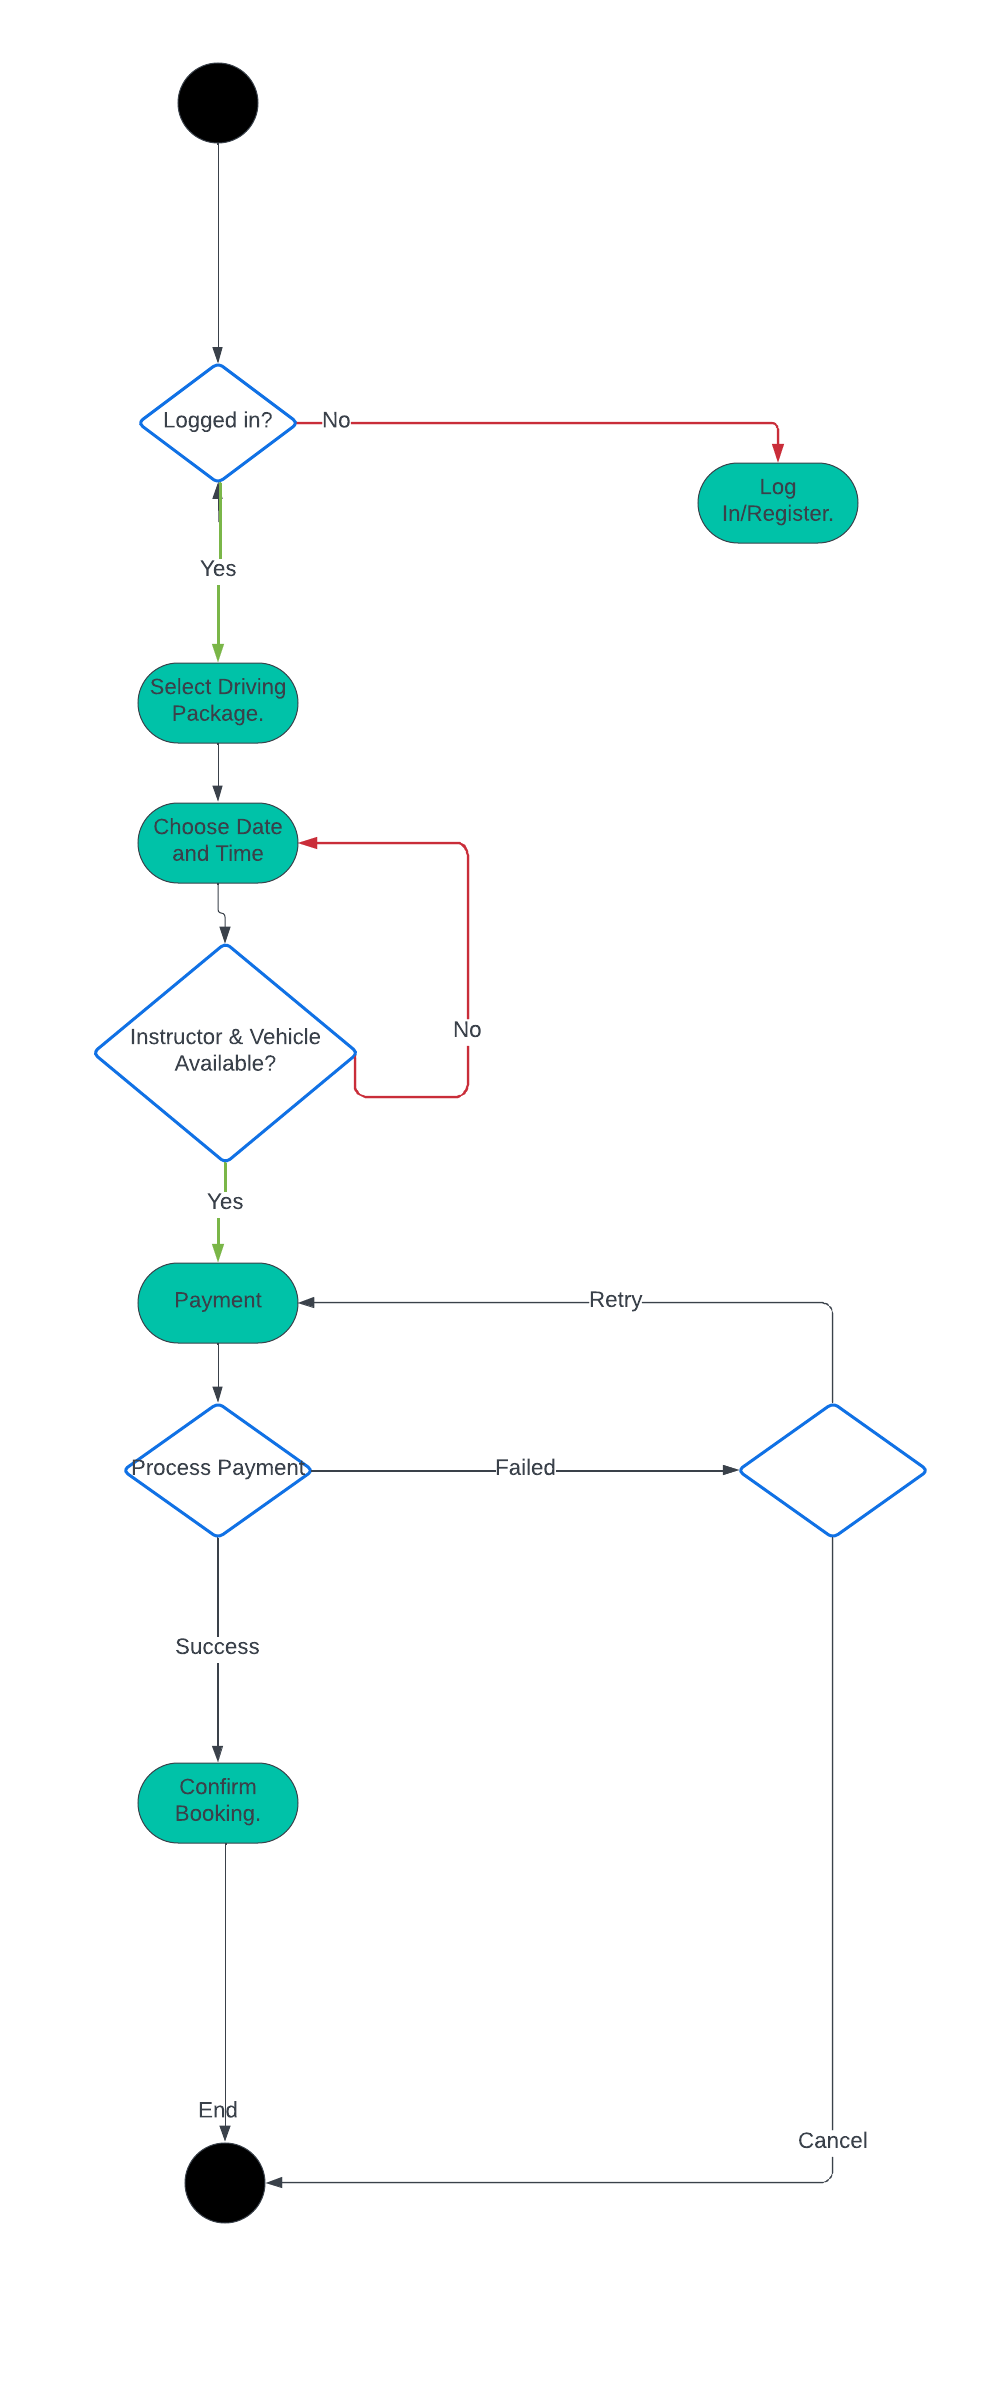 Logged in?
No
Log
In/Register.
Yes
Select Driving
Package.
Choose Date
and Time
Instructor & Vehicle
Available?
No
Yes
Payment
Retry
Process Payment
Failed
Success
Confirm
Booking.
End
Cancel